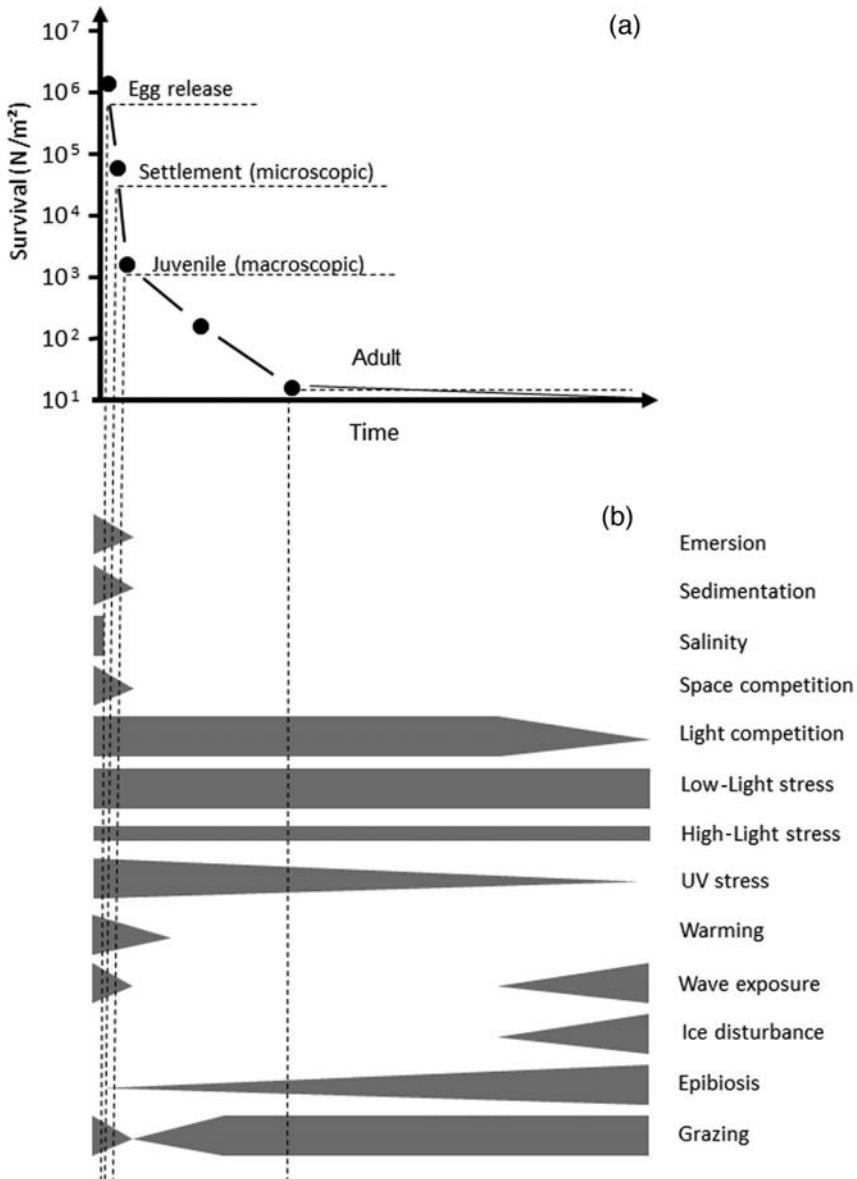 (a)
10⁷
10⁶
10⁵
10⁴
10³
10²
10¹
Survival (N/m⁻²)
Egg release
Settlement (microscopic)
Juvenile (macroscopic)
Adult
Time
(b)
Emersion
Sedimentation
Salinity
Space competition
Light competition
Low-Light stress
High-Light stress
UV stress
Warming
Wave exposure
Ice disturbance
Epibiosis
Grazing